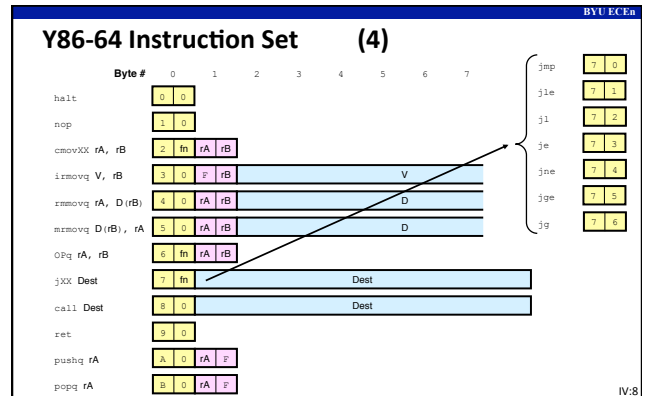 BYU ECEn
Y86-64 Instruction Set (4)
Byte # 0 1 2 3 4 5 6 7
halt 0 0
nop 1 0
cmovXX rA, rB 2 fn rA rB
irmovq V, rB 3 0 F rB V
rmmovq rA, D(rB) 4 0 rA rB D
mrmovq D(rB), rA 5 0 rA rB D
OPq rA, rB 6 fn rA rB
jXX Dest 7 fn Dest
call Dest 8 0 Dest
ret 9 0
pushq rA A 0 rA F
popq rA B 0 rA F
jmp 7 0
jle 7 1
jl 7 2
je 7 3
jne 7 4
jge 7 5
jg 7 6
IV:8